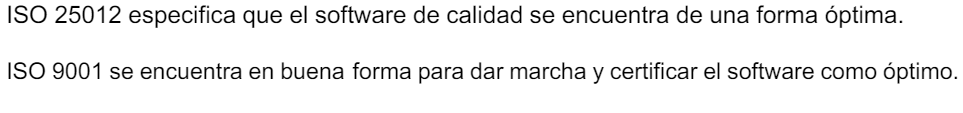 ISO 25012 especifica que el software de calidad se encuentra de una forma óptima.
ISO 9001 se encuentra en buena forma para dar marcha y certificar el software como óptimo.